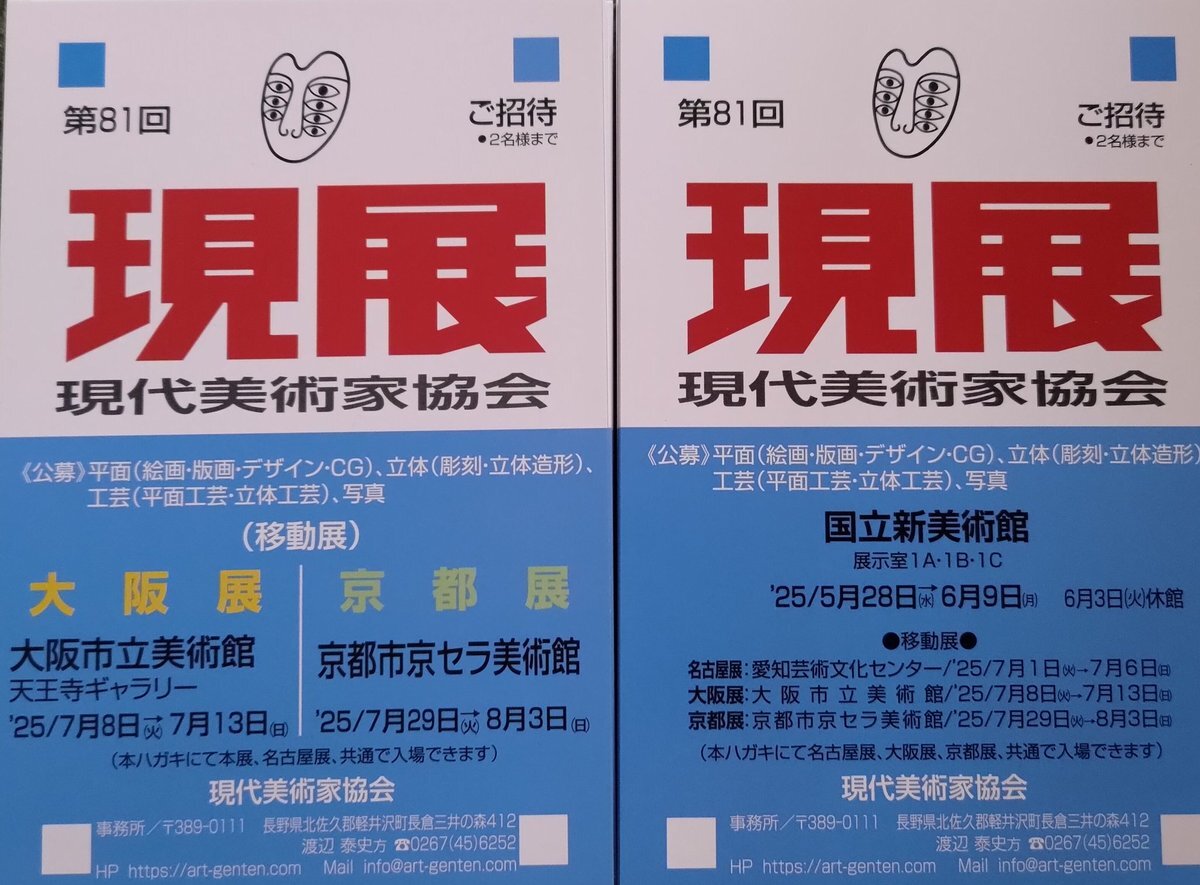 第81回
ご招待
●2名様まで
現展
現代美術家協会
《公募》平面(絵画・版画・デザイン・CG)、立体(彫刻・立体造形)、
工芸(平面工芸・立体工芸)、写真
(移動展)
大阪展
大阪市立美術館
天王寺ギャラリー
'25/7月8日㈫→7月13日㈰
京都展
京都市京セラ美術館
'25/7月29日㈫→8月3日㈰
(本ハガキにて本展、名古屋展、共通で入場できます)
現代美術家協会
事務所/〒389-0111 長野県北佐久郡軽井沢町長倉三井の森412
渡辺 泰史方 ☎0267(45)6252
HP https://art-genten.com Mail info@art-genten.com
第81回
ご招待
●2名様まで
現展
現代美術家協会
《公募》平面(絵画・版画・デザイン・CG)、立体(彫刻・立体造形)
工芸(平面工芸・立体工芸)、写真
国立新美術館
展示室1A・1B・1C
'25/5月28日㈬→6月9日㈪ 6月3日㈫休館
●移動展●
名古屋展:愛知芸術文化センター/'25/7月1日㈫→7月6日㈰
大阪展:大阪市立美術館/'25/7月8日㈫→7月13日㈰
京都展:京都市京セラ美術館/'25/7月29日㈫→8月3日㈰
(本ハガキにて名古屋展、大阪展、京都展、共通で入場できます)
現代美術家協会
事務所/〒389-0111 長野県北佐久郡軽井沢町長倉三井の森412
渡辺 泰史方 ☎0267(45)6252
HP https://art-genten.com Mail info@art-genten.com